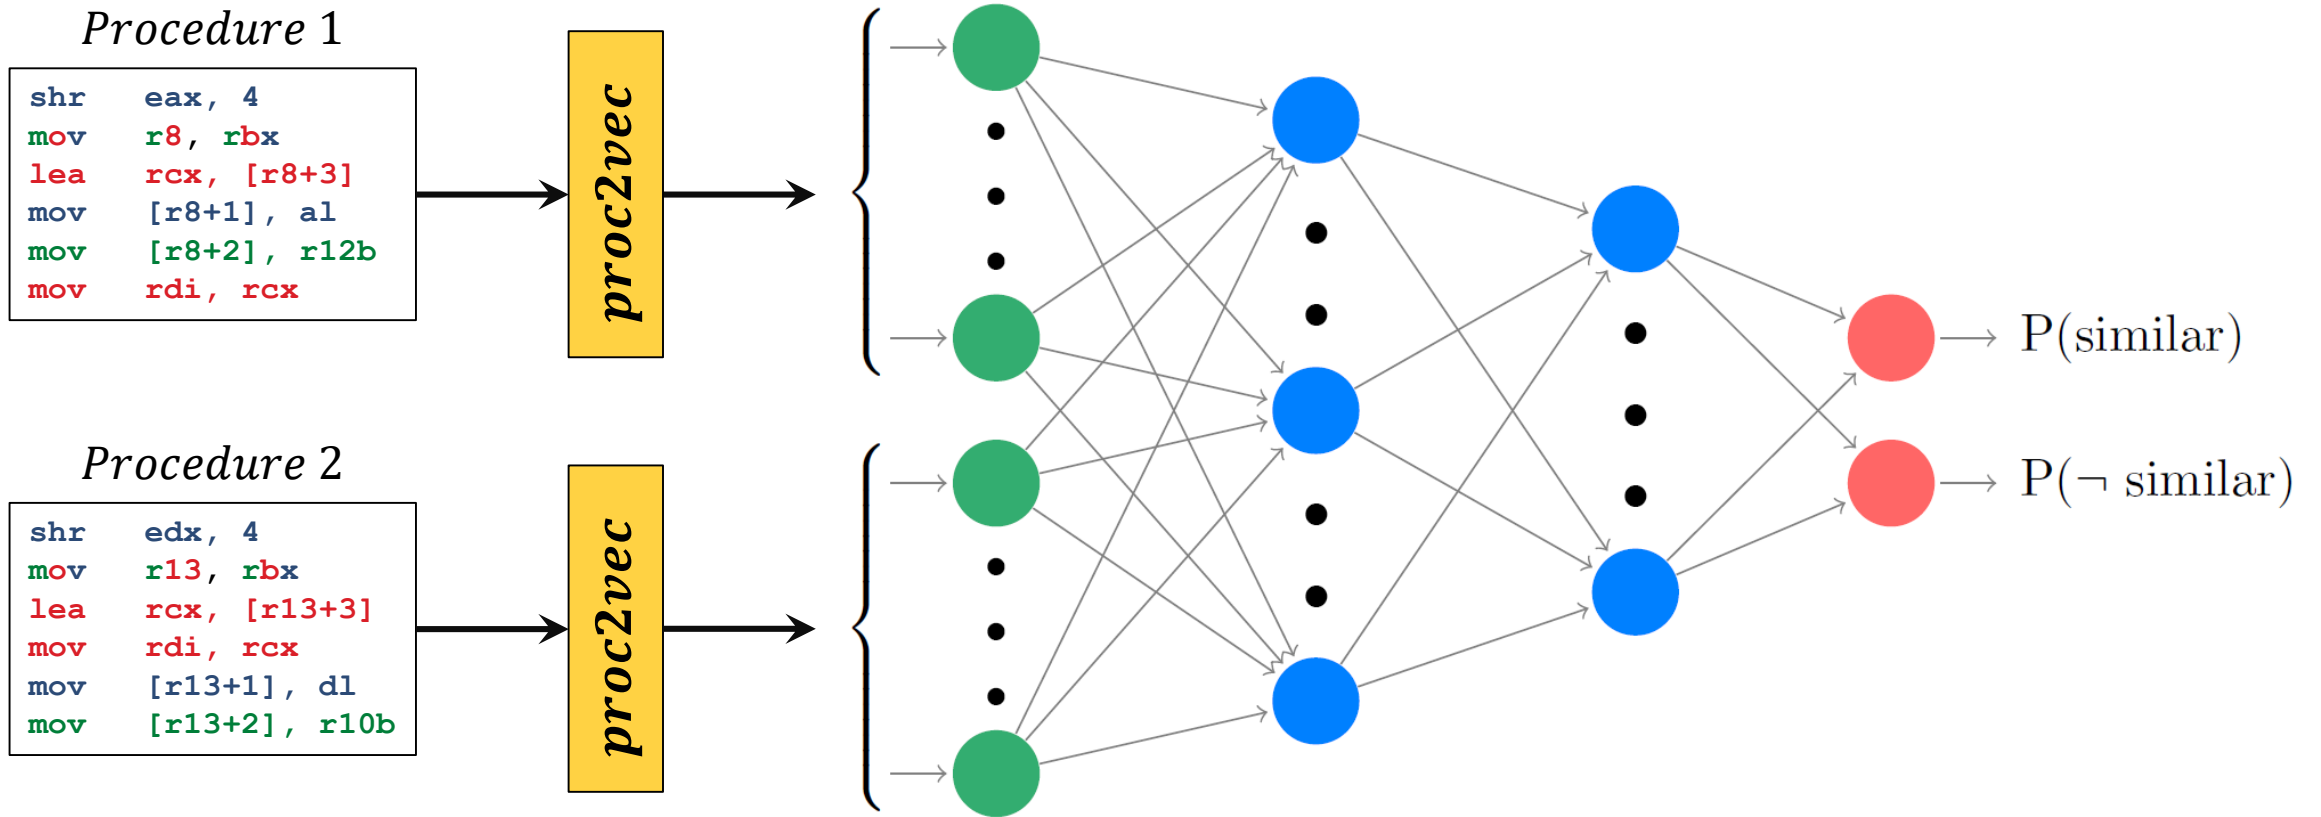 Procedure 1
shr eax, 4
mov r8, rbx
lea rcx, [r8+3]
mov [r8+1], al
mov [r8+2], r12b
mov rdi, rcx
proc2vec
Procedure 2
shr edx, 4
mov r13, rbx
lea rcx, [r13+3]
mov rdi, rcx
mov [r13+1], dl
mov [r13+2], r10b
proc2vec
P(similar)
P(¬ similar)